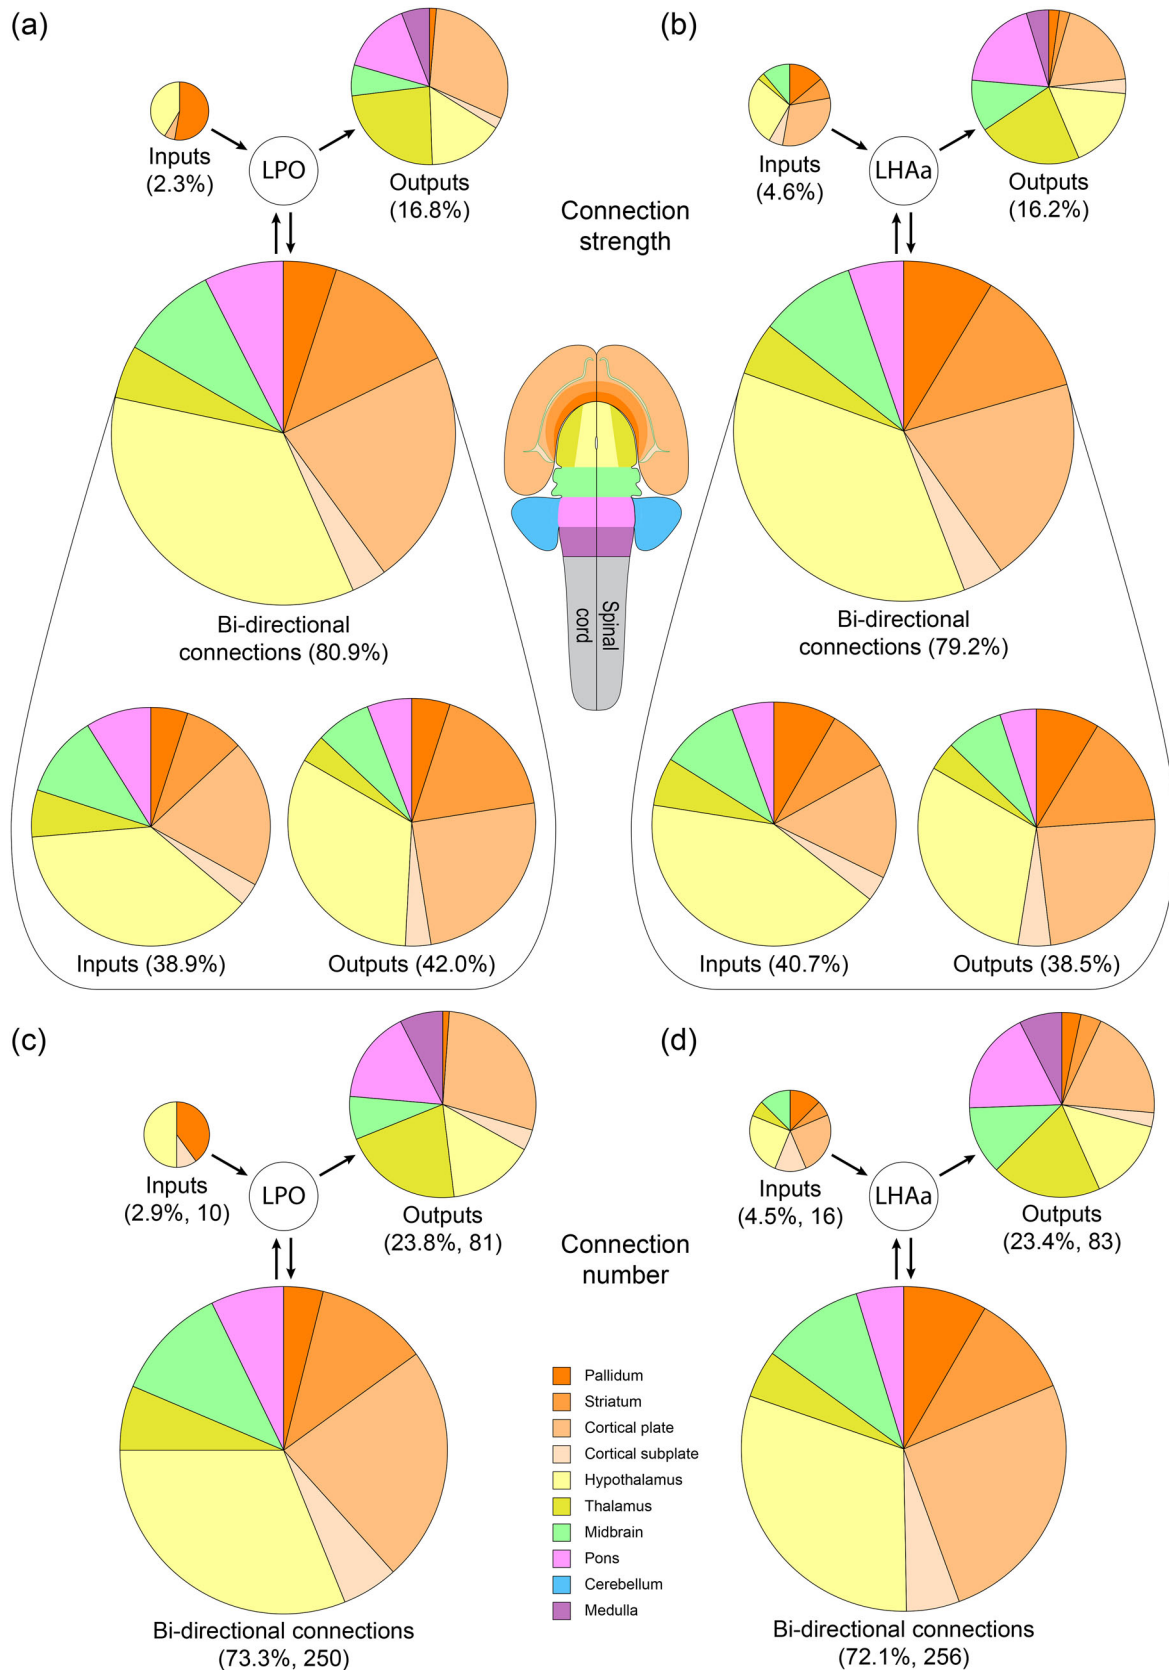 (a)
Inputs
(2.3%)
LPO
Outputs
(16.8%)
Bi-directional
connections (80.9%)
Inputs (38.9%)
Outputs (42.0%)
Connection
strength
Spinal
cord
(b)
Inputs
(4.6%)
LHAa
Outputs
(16.2%)
Bi-directional
connections (79.2%)
Inputs (40.7%)
Outputs (38.5%)
(c)
Inputs
(2.9%, 10)
LPO
Outputs
(23.8%, 81)
Bi-directional connections
(73.3%, 250)
Connection
number
Pallidum
Striatum
Cortical plate
Cortical subplate
Hypothalamus
Thalamus
Midbrain
Pons
Cerebellum
Medulla
(d)
Inputs
(4.5%, 16)
LHAa
Outputs
(23.4%, 83)
Bi-directional connections
(72.1%, 256)